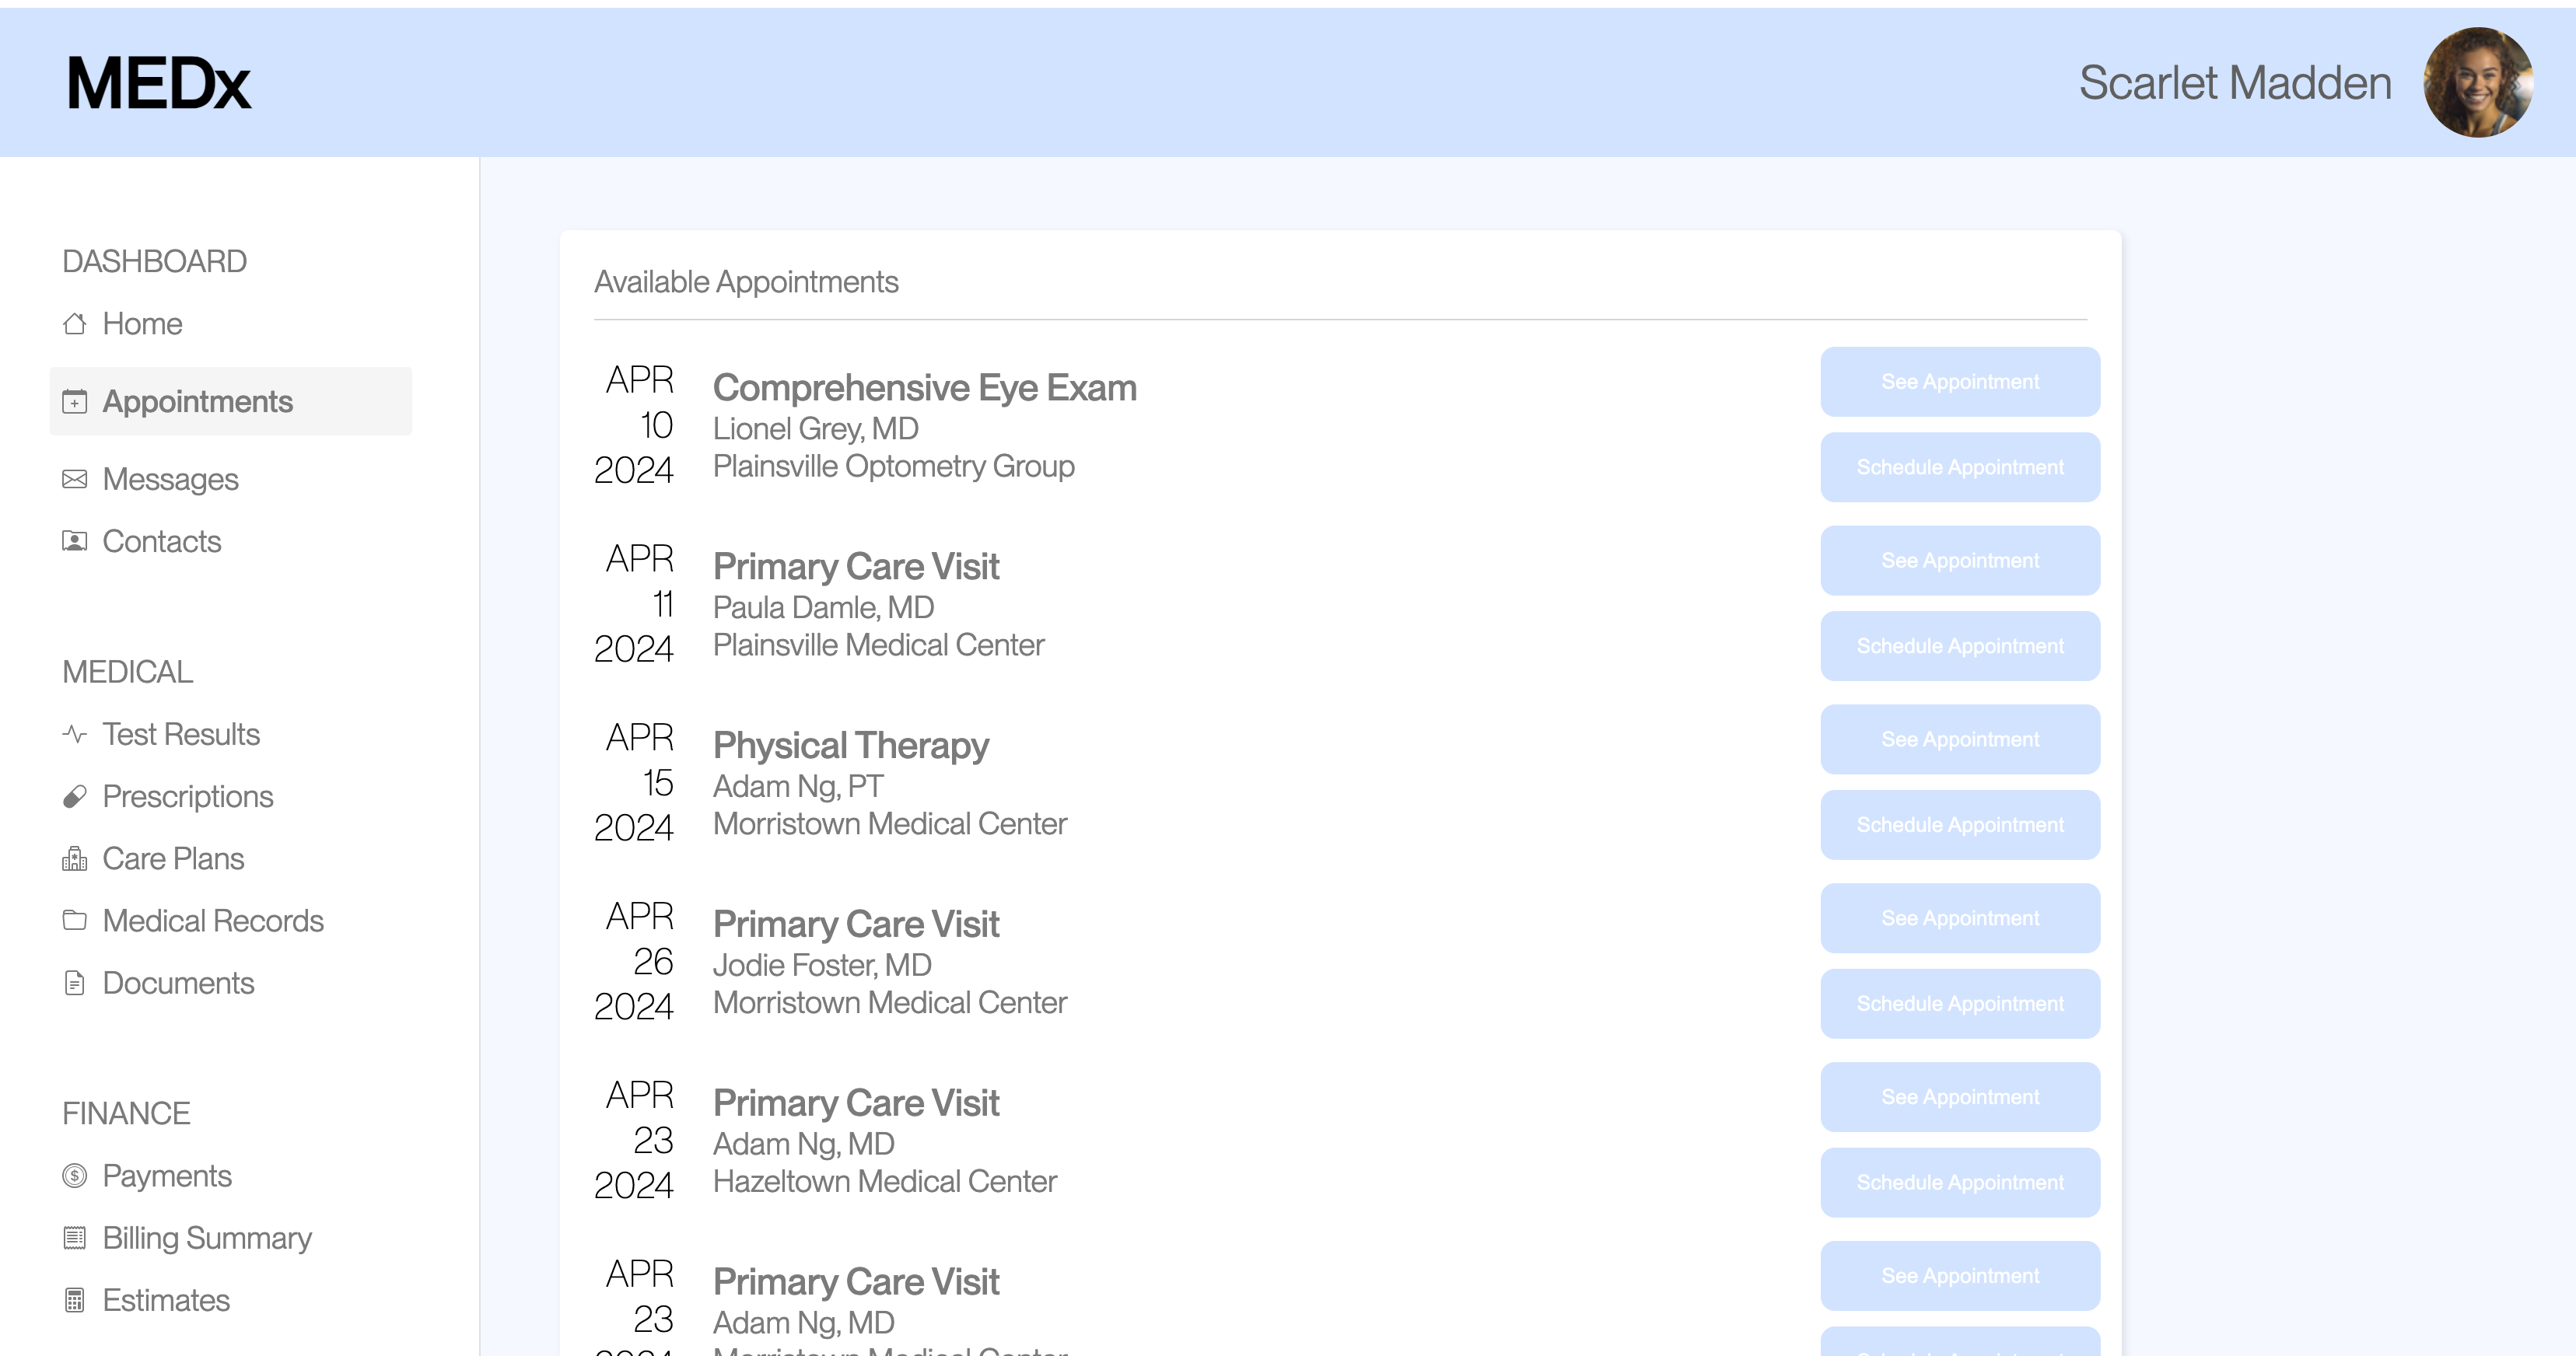 MEDx
Scarlet Madden
DASHBOARD
Home
Appointments
Messages
Contacts
MEDICAL
Test Results
Prescriptions
Care Plans
Medical Records
Documents
FINANCE
Payments
Billing Summary
Estimates
Available Appointments
APR
10
2024
Comprehensive Eye Exam
Lionel Grey, MD
Plainsville Optometry Group
See Appointment
Schedule Appointment
APR
11
2024
Primary Care Visit
Paula Damle, MD
Plainsville Medical Center
See Appointment
Schedule Appointment
APR
15
2024
Physical Therapy
Adam Ng, PT
Morristown Medical Center
See Appointment
Schedule Appointment
APR
26
2024
Primary Care Visit
Jodie Foster, MD
Morristown Medical Center
See Appointment
Schedule Appointment
APR
23
2024
Primary Care Visit
Adam Ng, MD
Hazeltown Medical Center
See Appointment
Schedule Appointment
APR
23
2024
Primary Care Visit
Adam Ng, MD
Morristown Medical Center
See Appointment